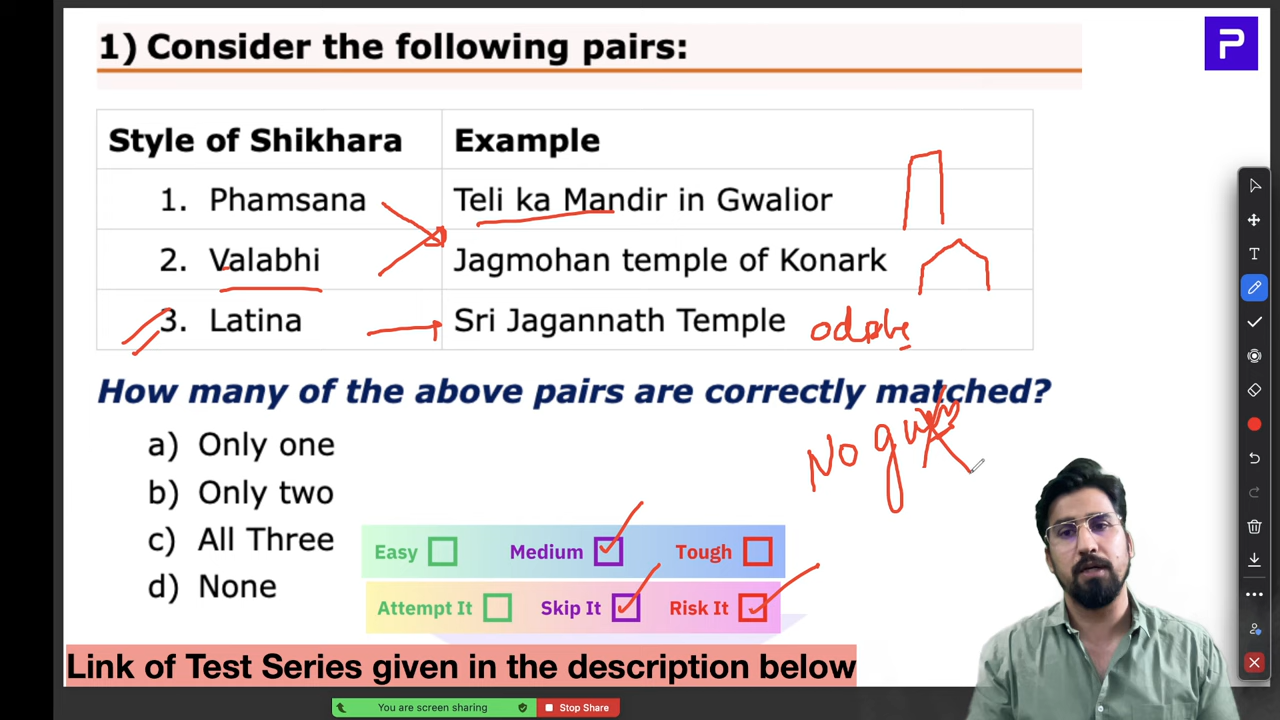 1) Consider the following pairs:
P
Style of Shikhara Example
1. Phamsana Teli ka Mandir in Gwalior
2. Valabhi Jagmohan temple of Konark
3. Latina Sri Jagannath Temple
How many of the above pairs are correctly matched?
No
a) Only one
b) Only two
c) All Three
d) None
Easy Medium Tough
Attempt It Skip It Risk It
Link of Test Series given in the description below
You are screen sharing Stop Share
T